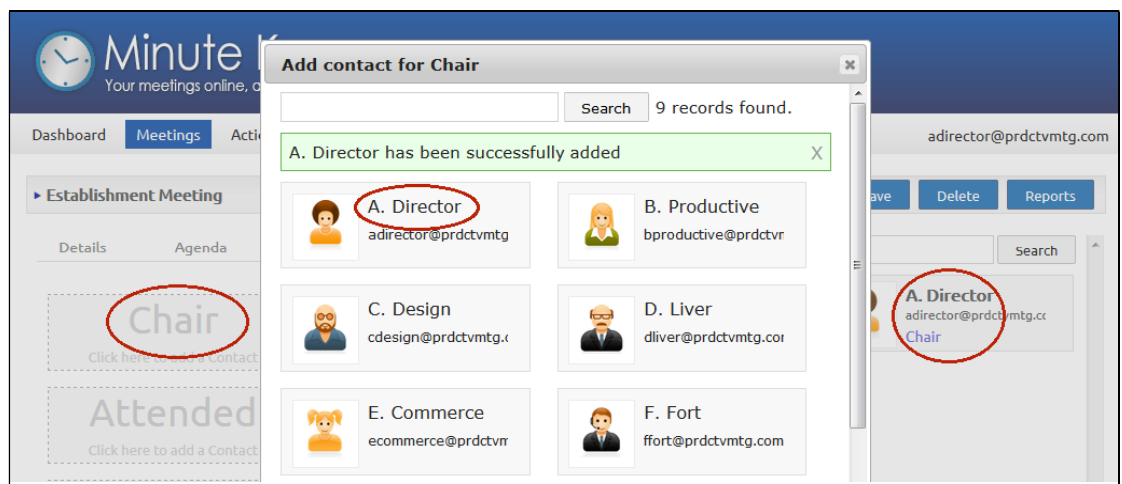 Minute
Your meetings online, a
Dashboard
Meetings
Acti
adirector@prdctvmtg.com
Establishment Meeting
ave
Delete
Reports
Details
Agenda
Search
Chair
Click here to add a Contact
Attended
Click here to add a Contact
A. Director
adirector@prdctvmtg.cc
Chair
Add contact for Chair
Search
9 records found.
A. Director has been successfully added
X
A. Director
adirector@prdctvmtg
B. Productive
bproductive@prdctvr
C. Design
cdesign@prdctvmtg.c
D. Liver
dliver@prdctvmtg.cor
E. Commerce
ecommerce@prdctvm
F. Fort
ffort@prdctvmtg.com